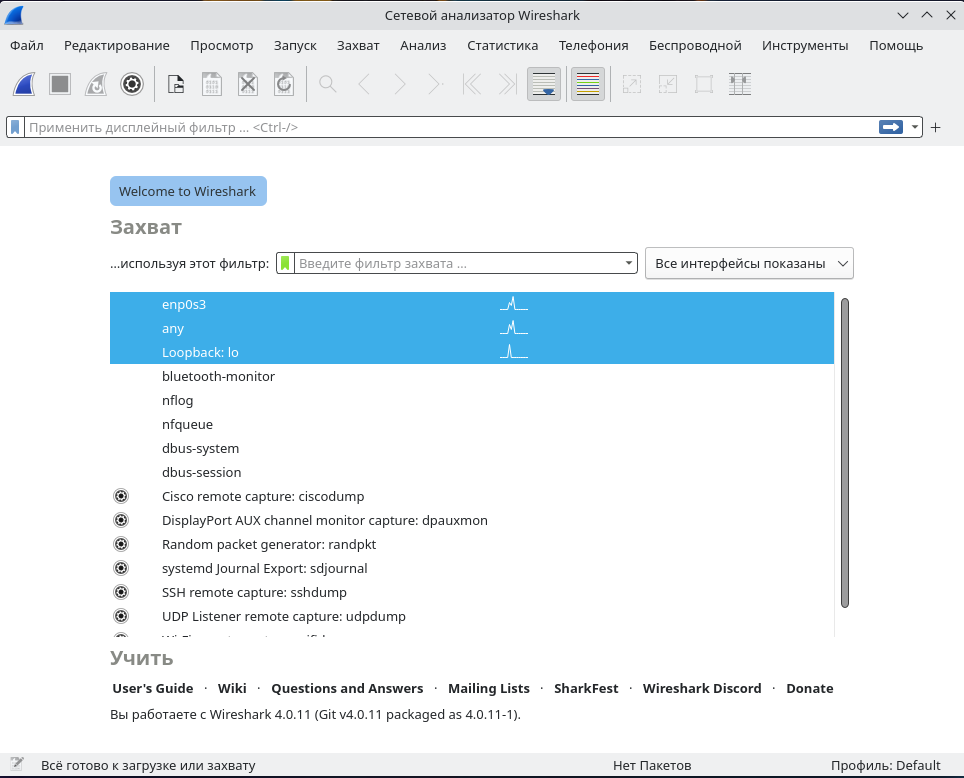 Сетевой анализатор Wireshark
Файл Редактирование Просмотр Запуск Захват Анализ Статистика Телефония Беспроводной Инструменты Помощь
Применить дисплейный фильтр ... <Ctrl-/>
Welcome to Wireshark
Захват
...используя этот фильтр: Введите фильтр захвата ... Все интерфейсы показаны
enp0s3
any
Loopback: lo
bluetooth-monitor
nflog
nfqueue
dbus-system
dbus-session
Cisco remote capture: ciscodump
DisplayPort AUX channel monitor capture: dpauxmon
Random packet generator: randpkt
systemd Journal Export: sdjournal
SSH remote capture: sshdump
UDP Listener remote capture: udpdump
Учить
User's Guide · Wiki · Questions and Answers · Mailing Lists · SharkFest · Wireshark Discord · Donate
Вы работаете с Wireshark 4.0.11 (Git v4.0.11 packaged as 4.0.11-1).
Всё готово к загрузке или захвату Нет Пакетов Профиль: Default